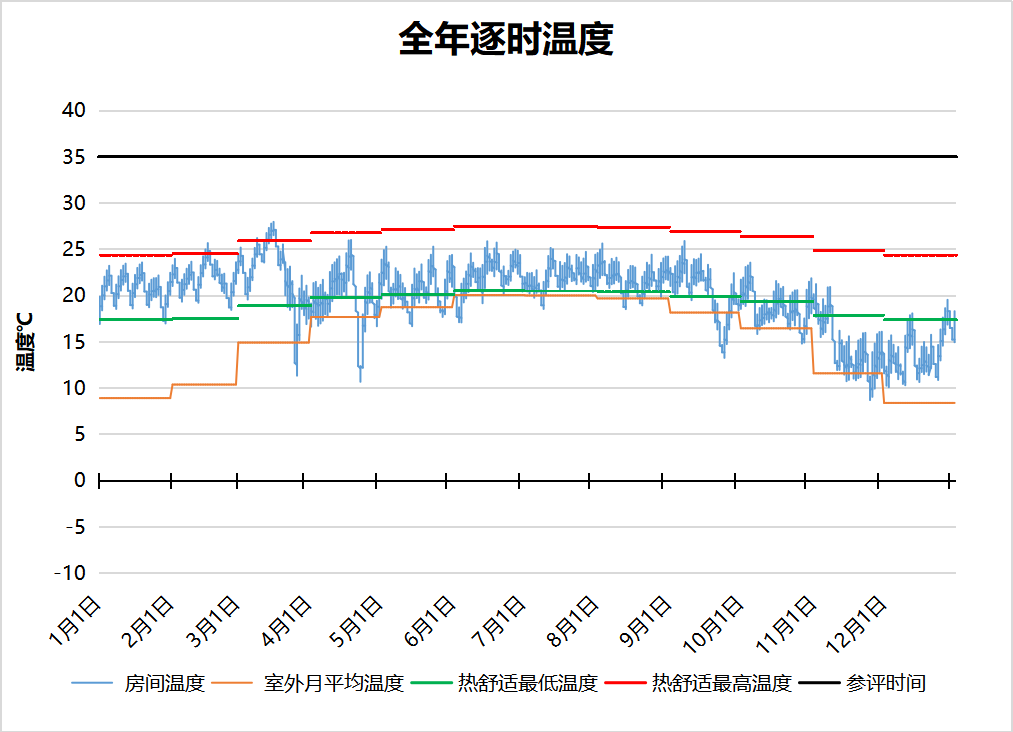 全年逐时温度
40
35
30
25
20
15
10
5
0
-5
-10
温度℃
1月1日
2月1日
3月1日
4月1日
5月1日
6月1日
7月1日
8月1日
9月1日
10月1日
11月1日
12月1日
房间温度 室外月平均温度 热舒适最低温度 热舒适最高温度 参评时间